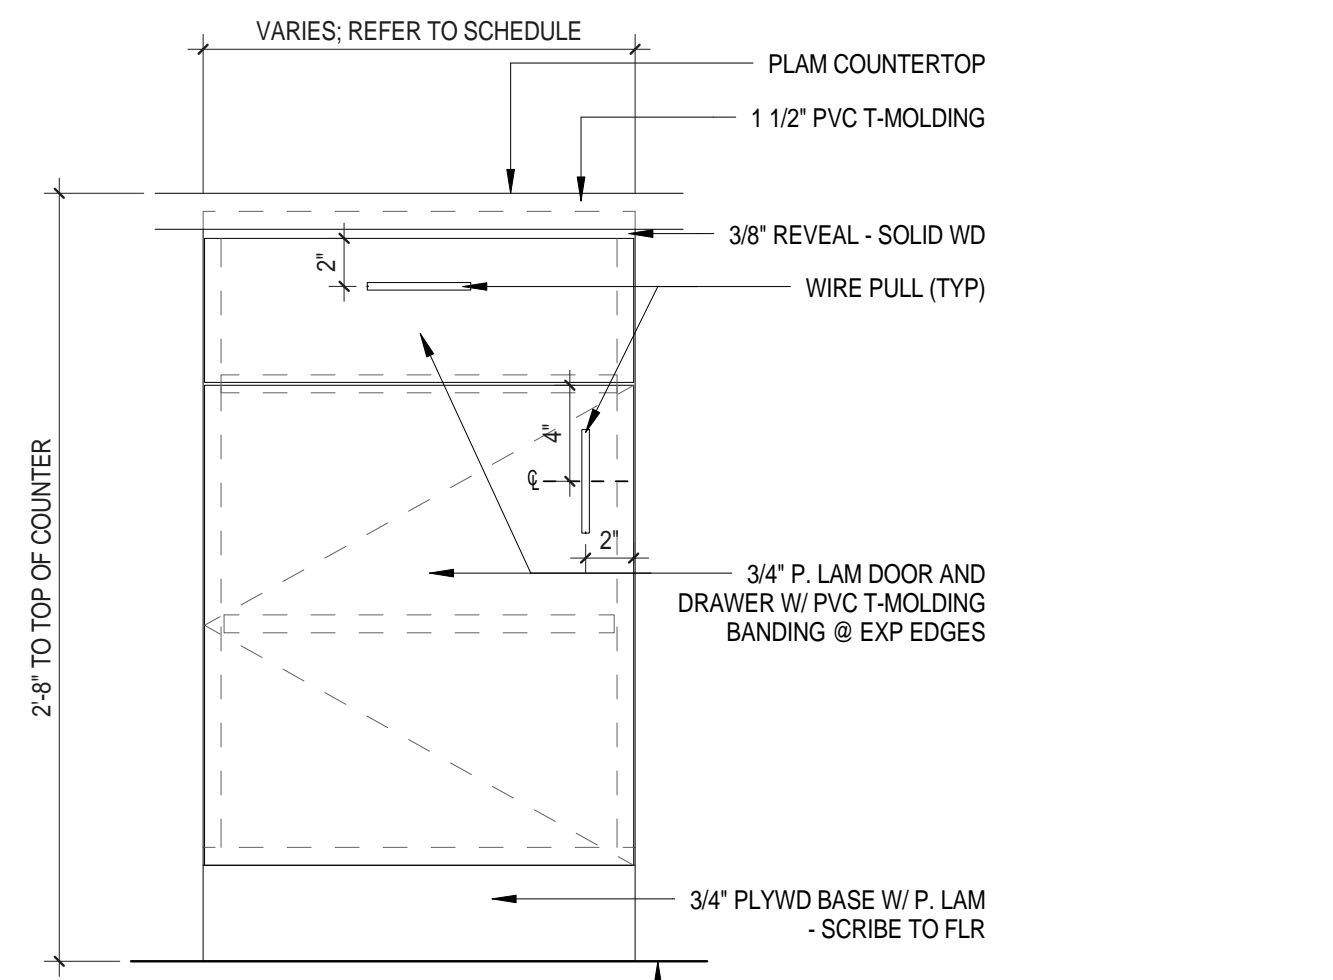 VARIES; REFER TO SCHEDULE
PLAM COUNTERTOP
1 1/2" PVC T-MOLDING
3/8" REVEAL - SOLID WD
2"
WIRE PULL (TYP)
4"
℄
2"
2'-8" TO TOP OF COUNTER
3/4" P. LAM DOOR AND
DRAWER W/ PVC T-MOLDING
BANDING @ EXP EDGES
3/4" PLYWD BASE W/ P. LAM
- SCRIBE TO FLR